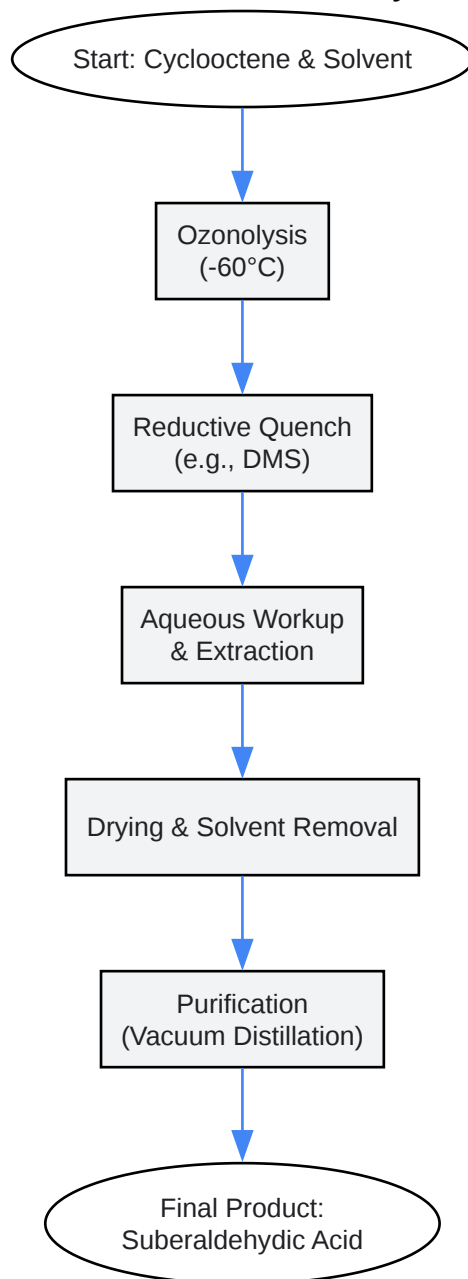 Start: Cyclooctene & Solvent
Ozonolysis
(-60°C)
Reductive Quench
(e.g., DMS)
Aqueous Workup
& Extraction
Drying & Solvent Removal
Purification
(Vacuum Distillation)
Final Product:
Suberaldehydic Acid